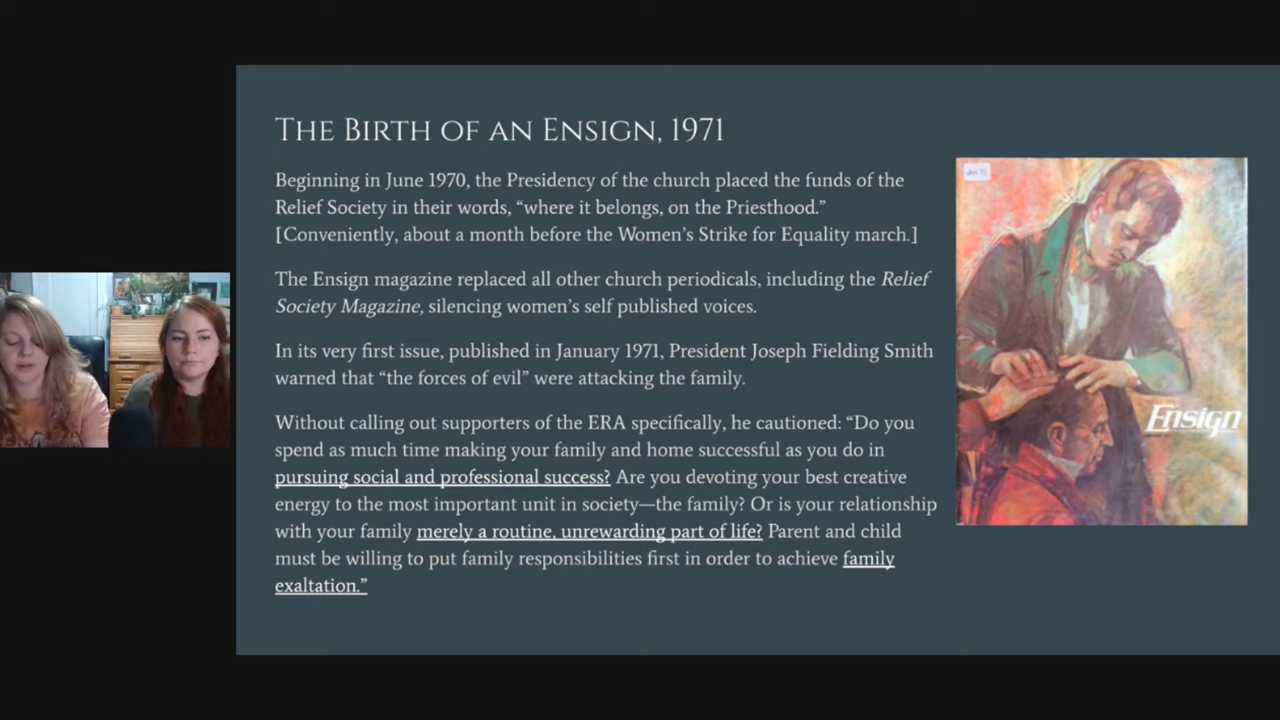 The Birth of an Ensign, 1971
Beginning in June 1970, the Presidency of the church placed the funds of the
Relief Society in their words, “where it belongs, on the Priesthood.”
[Conveniently, about a month before the Women’s Strike for Equality march.]
The Ensign magazine replaced all other church periodicals, including the Relief
Society Magazine, silencing women’s self published voices.
In its very first issue, published in January 1971, President Joseph Fielding Smith
warned that “the forces of evil” were attacking the family.
Without calling out supporters of the ERA specifically, he cautioned: “Do you
spend as much time making your family and home successful as you do in
pursuing social and professional success? Are you devoting your best creative
energy to the most important unit in society—the family? Or is your relationship
with your family merely a routine, unrewarding part of life? Parent and child
must be willing to put family responsibilities first in order to achieve family
exaltation.”
Ensign